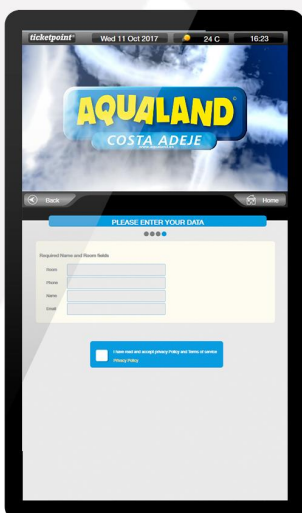 ticketpoint® Wed 11 Oct 2017 24 C 16:23
AQUALAND®
COSTA ADEJE
Back Home
PLEASE ENTER YOUR DATA
Required Name and Room fields
Room
Phone
Name
Email
I have read and accept privacy Policy and Terms of service
Privacy Policy